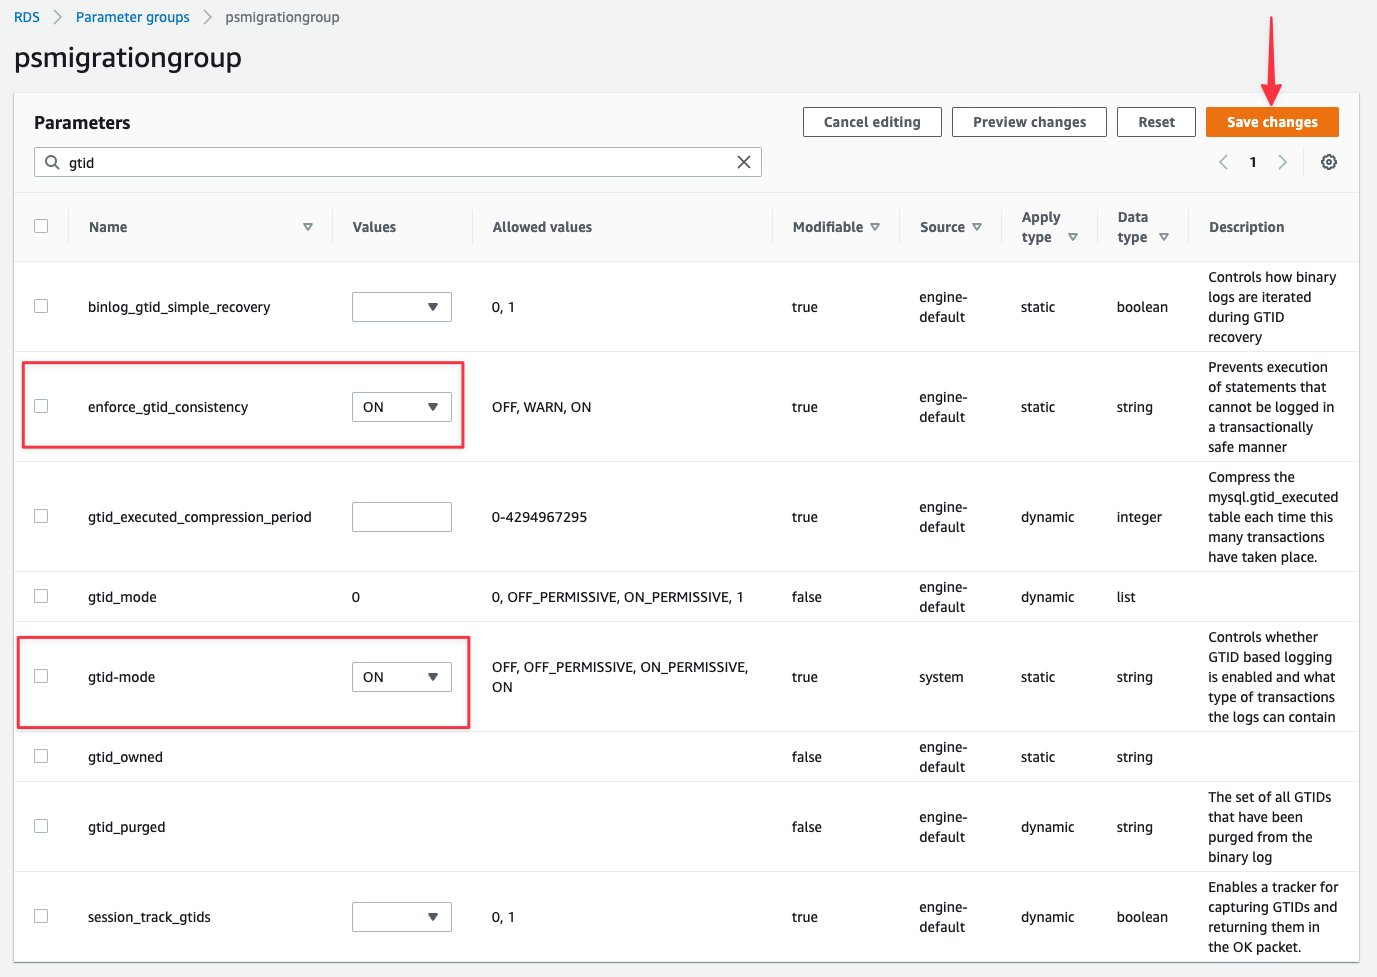 RDS
Parameter groups
psmigrationgroup
psmigrationgroup
Parameters
Cancel editing
Preview changes
Reset
Save changes
gtid
1
Name
Values
Allowed values
Modifiable
Source
Apply
type
Data
type
Description
binlog_gtid_simple_recovery
0, 1
true
engine-
default
static
boolean
Controls how binary
logs are iterated
during GTID
recovery
enforce_gtid_consistency
ON
OFF, WARN, ON
true
engine-
default
static
string
Prevents execution
of statements that
cannot be logged in
a transactionally
safe manner
gtid_executed_compression_period
0-4294967295
true
engine-
default
dynamic
integer
Compress the
mysql.gtid_executed
table each time this
many transactions
have taken place.
gtid_mode
0
0, OFF_PERMISSIVE, ON_PERMISSIVE, 1
false
engine-
default
dynamic
list
gtid-mode
ON
OFF, OFF_PERMISSIVE, ON_PERMISSIVE,
ON
true
system
static
string
Controls whether
GTID based logging
is enabled and what
type of transactions
the logs can contain
gtid_owned
false
engine-
default
static
string
gtid_purged
false
engine-
default
dynamic
string
The set of all GTIDs
that have been
purged from the
binary log
session_track_gtids
0, 1
true
engine-
default
dynamic
boolean
Enables a tracker for
capturing GTIDs and
returning them in
the OK packet.